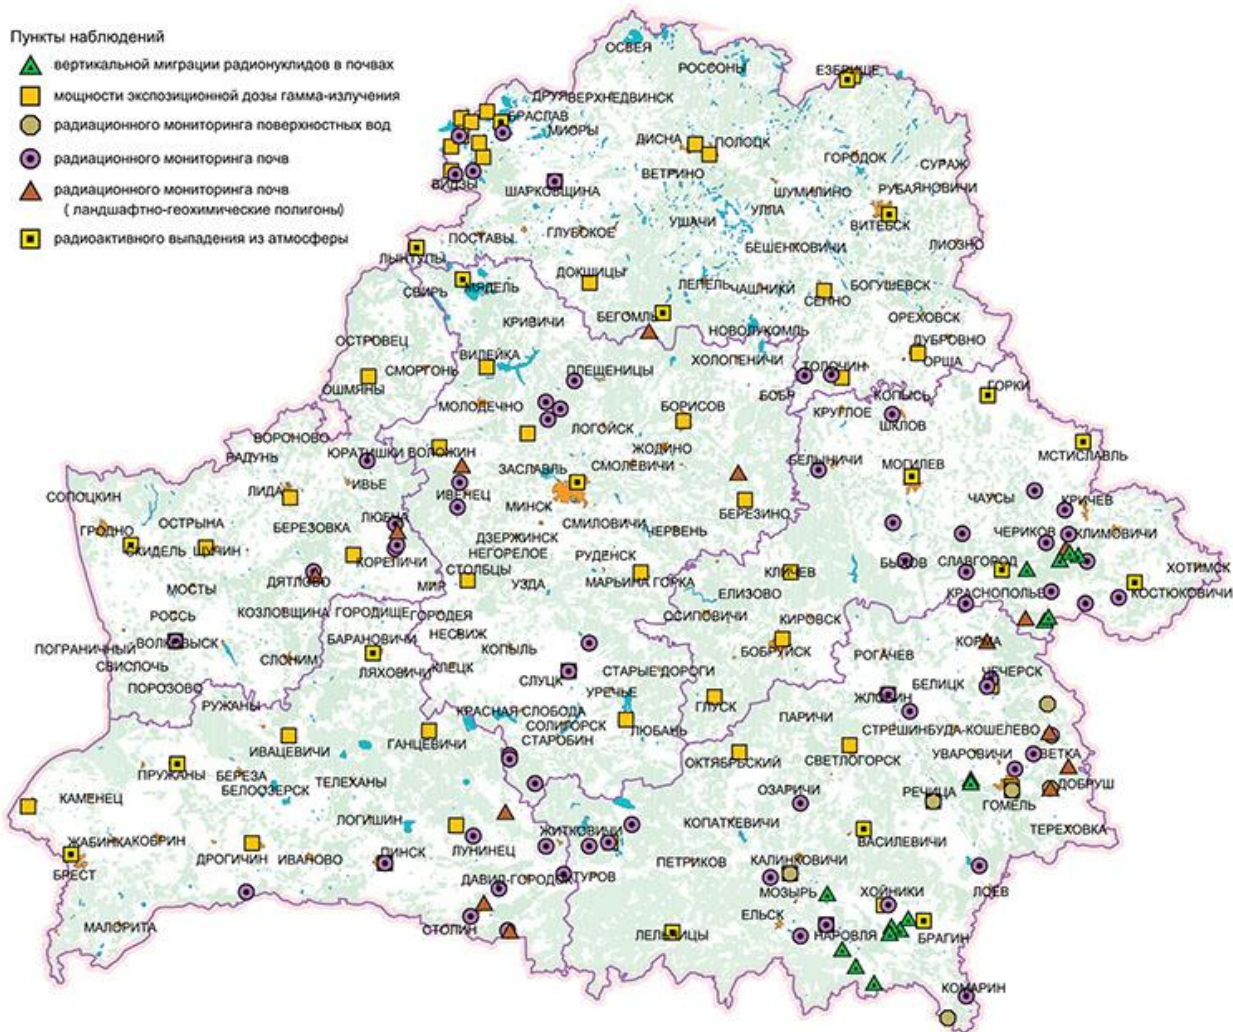 Пункты наблюдений
вертикальной миграции радионуклидов в почвах
мощности экспозиционной дозы гамма-излучения
радиационного мониторинга поверхностных вод
радиационного мониторинга почв
радиационного мониторинга почв
( ландшафтно-геохимические полигоны)
радиоактивного выпадения из атмосферы
ОСВЕЯ
РОССОНЫ
ЕЗЕРИЩЕ
ДРУЯ
ВЕРХНЕДВИНСК
БРАСЛАВ
МИОРЫ
ДИСНА
ПОЛОЦК
ГОРОДОК
СУРАЖ
ВЕТРИНО
ВИДЗЫ
ШАРКОВЩИНА
ШУМИЛИНО
РУБА
ЯНОВИЧИ
УЛЛА
УШАЧИ
ВИТЕБСК
ПОСТАВЫ
ГЛУБОКОЕ
БЕШЕНКОВИЧИ
ЛИОЗНО
ЛЫНТУПЫ
ДОКШИЦЫ
СВИРЬ
МЯДЕЛЬ
ЛЕПЕЛЬ
ЧАШНИКИ
СЕННО
БОГУШЕВСК
КРИВИЧИ
БЕГОМЛЬ
НОВОЛУКОМЛЬ
ОРЕХОВСК
ДУБРОВНО
ОСТРОВЕЦ
ВИЛЕЙКА
ХОЛОПЕНИЧИ
ТОЛОЧИН
ОРША
СМОРГОНЬ
ПЛЕЩЕНИЦЫ
ОШМЯНЫ
БОБР
КОПЫСЬ
ГОРКИ
МОЛОДЕЧНО
БОРИСОВ
КРУГЛОЕ
ШКЛОВ
ЛОГОЙСК
ВОРОНОВО
ЖОДИНО
РАДУНЬ
ЮРАТИШКИ
ВОЛОЖИН
МСТИСЛАВЛЬ
ЗАСЛАВЛЬ
СМОЛЕВИЧИ
БЕЛЫНИЧИ
МОГИЛЕВ
СОПОЦКИН
ЛИДА
ИВЬЕ
ИВЕНЕЦ
ЧАУСЫ
КРИЧЕВ
МИНСК
БЕРЕЗИНО
ГРОДНО
ОСТРЫНА
БЕРЕЗОВКА
ЛЮБЧА
СМИЛОВИЧИ
ЧЕРВЕНЬ
ЧЕРИКОВ
КЛИМОВИЧИ
СКИДЕЛЬ
ЩУЧИН
ДЗЕРЖИНСК
НЕГОРЕЛОЕ
РУДЕНСК
БЫХОВ
СЛАВГОРОД
ХОТИМСК
КОРЕЛИЧИ
СТОЛБЦЫ
МОСТЫ
ДЯТЛОВО
МИР
УЗДА
МАРЬИНА ГОРКА
КЛИЧЕВ
ЕЛИЗОВО
КРАСНОПОЛЬЕ
КОСТЮКОВИЧИ
РОССЬ
КОЗЛОВЩИНА
ГОРОДИЩЕ
ГОРОДЕЯ
ОСИПОВИЧИ
КИРОВСК
ПОГРАНИЧНЫЙ
ВОЛКОВЫСК
БАРАНОВИЧИ
НЕСВИЖ
КОПЫЛЬ
БОБРУЙСК
РОГАЧЕВ
КОРМА
СВИСЛОЧЬ
СЛОНИМ
ЛЯХОВИЧИ
КЛЕЦК
СТАРЫЕ ДОРОГИ
ЧЕЧЕРСК
ПОРОЗОВО
СЛУЦК
УРЕЧЬЕ
БЕЛИЦК
ЖЛОБИН
РУЖАНЫ
КРАСНАЯ СЛОБОДА
ГЛУСК
ПАРИЧИ
СОЛИГОРСК
ЛЮБАНЬ
СТРЕШИН
БУДА-КОШЕЛЕВО
ИВАЦЕВИЧИ
ГАНЦЕВИЧИ
СТАРОБИН
ОКТЯБРЬСКИЙ
СВЕТЛОГОРСК
УВАРОВИЧИ
ВЕТКА
ПРУЖАНЫ
БЕРЕЗА
ТЕЛЕХАНЫ
БЕЛООЗЕРСК
КАМЕНЕЦ
ОЗАРИЧИ
РЕЧИЦА
ГОМЕЛЬ
ДОБРУШ
ЛОГИШИН
ЖИТКОВИЧИ
КОПАТКЕВИЧИ
ТЕРЕХОВКА
ЖАБИНКА
КОБРИН
ВАСИЛЕВИЧИ
БРЕСТ
ДРОГИЧИН
ИВАНОВО
ПИНСК
ЛУНИНЕЦ
ПЕТРИКОВ
КАЛИНКОВИЧИ
ДАВИД-ГОРОДОК
ТУРОВ
МОЗЫРЬ
ХОЙНИКИ
ЛОЕВ
МАЛОРИТА
СТОЛИН
ЕЛЬСК
ЛЕЛЬЧИЦЫ
НАРОВЛЯ
БРАГИН
КОМАРИН